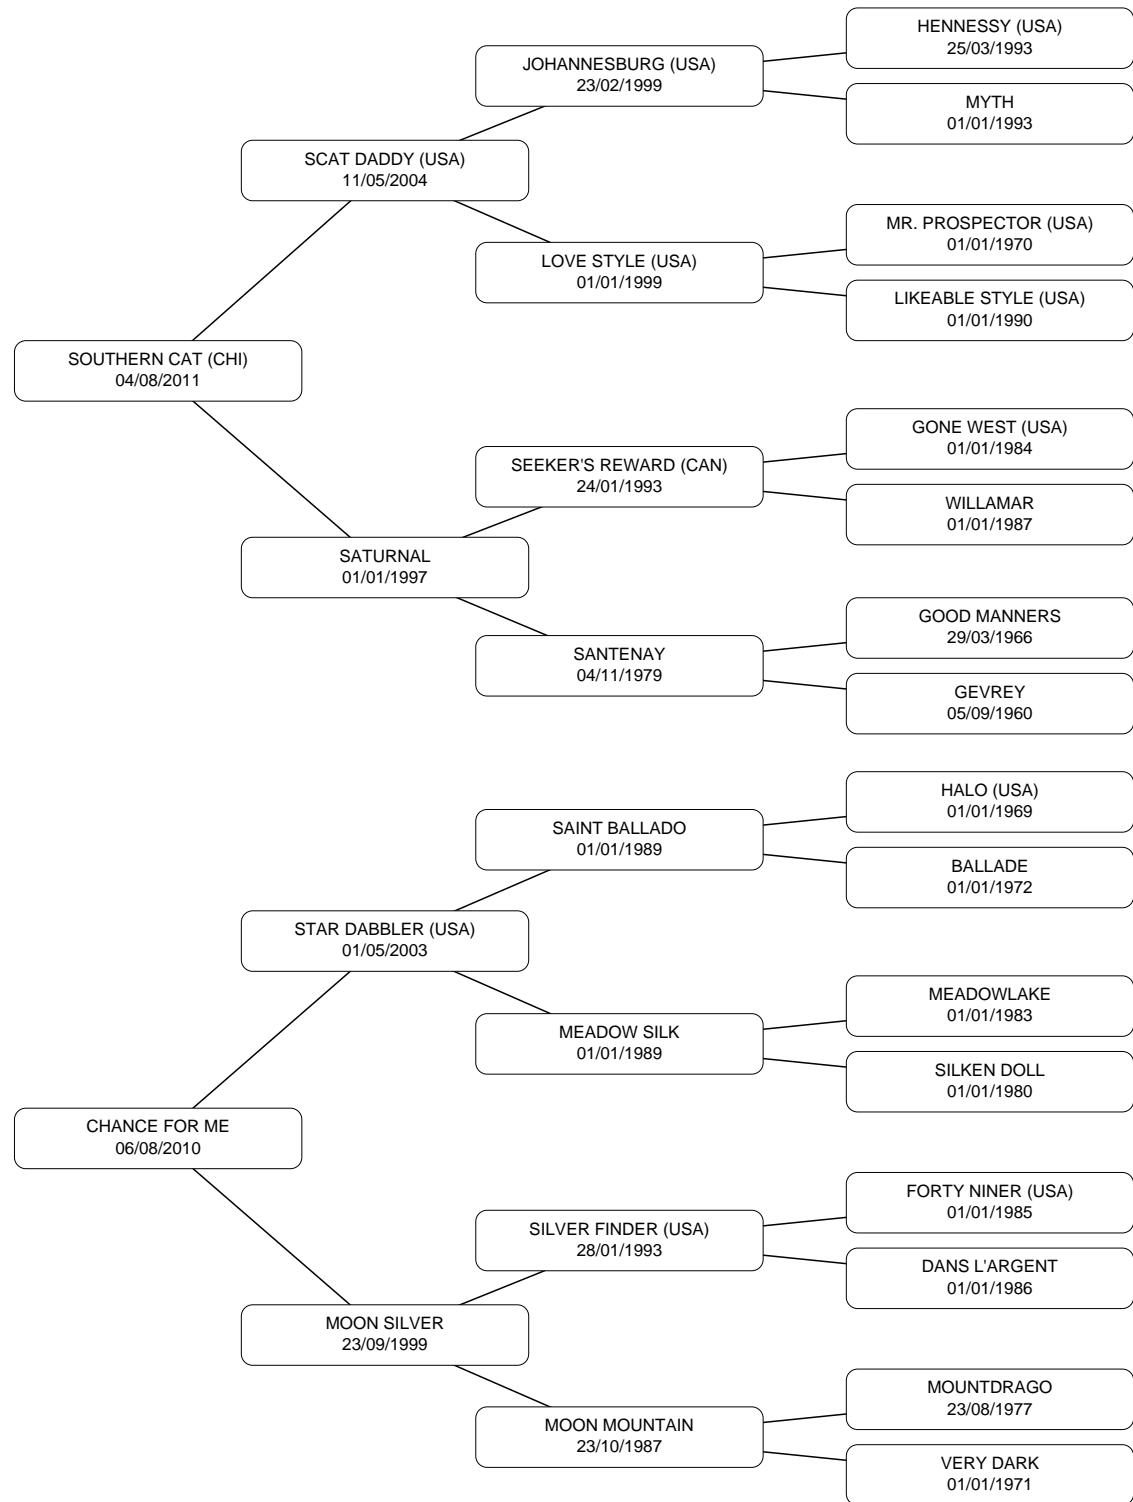 HENNESSY (USA)
25/03/1993
JOHANNESBURG (USA)
23/02/1999
MYTH
01/01/1993
SCAT DADDY (USA)
11/05/2004
MR. PROSPECTOR (USA)
01/01/1970
LOVE STYLE (USA)
01/01/1999
LIKEABLE STYLE (USA)
01/01/1990
SOUTHERN CAT (CHI)
04/08/2011
GONE WEST (USA)
01/01/1984
SEEKER'S REWARD (CAN)
24/01/1993
WILLAMAR
01/01/1987
SATURNAL
01/01/1997
GOOD MANNERS
29/03/1966
SANTENAY
04/11/1979
GEVREY
05/09/1960
HALO (USA)
01/01/1969
SAINT BALLADO
01/01/1989
BALLADE
01/01/1972
STAR DABBLER (USA)
01/05/2003
MEADOWLAKE
01/01/1983
MEADOW SILK
01/01/1989
SILKEN DOLL
01/01/1980
CHANCE FOR ME
06/08/2010
FORTY NINER (USA)
01/01/1985
SILVER FINDER (USA)
28/01/1993
DANS L'ARGENT
01/01/1986
MOON SILVER
23/09/1999
MOUNTDRAGO
23/08/1977
MOON MOUNTAIN
23/10/1987
VERY DARK
01/01/1971